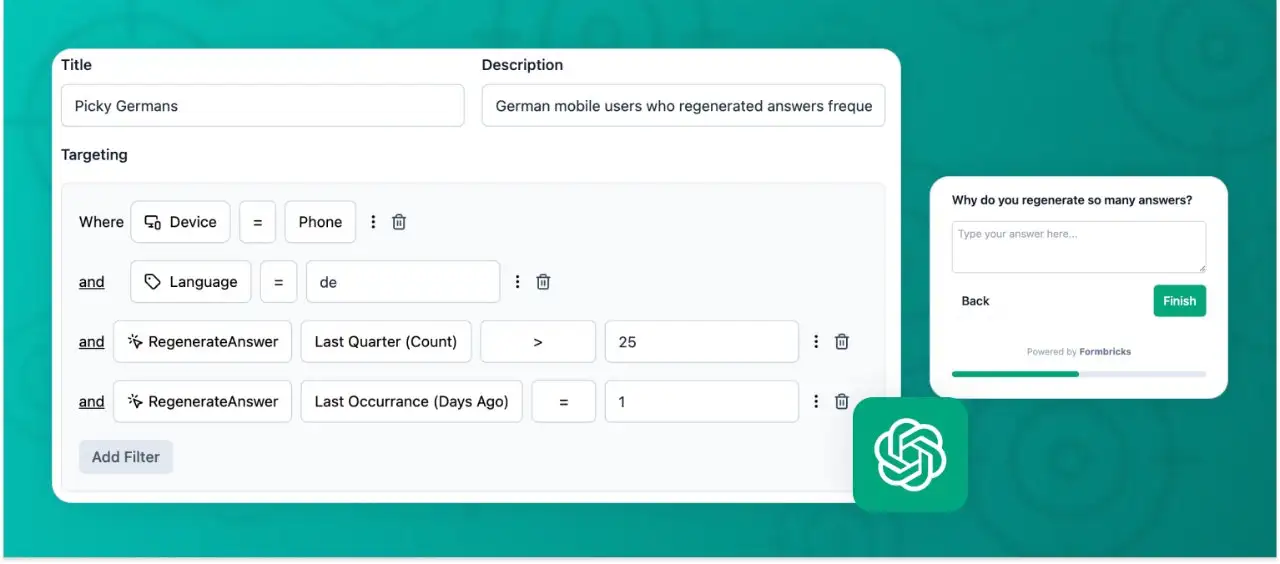 Title
Description
Picky Germans
German mobile users who regenerated answers freque
Targeting
Where Device = Phone
and Language = de
and RegenerateAnswer Last Quarter (Count) > 25
and RegenerateAnswer Last Occurrance (Days Ago) = 1
Add Filter
Why do you regenerate so many answers?
Type your answer here...
Back
Finish
Powered by Formbricks